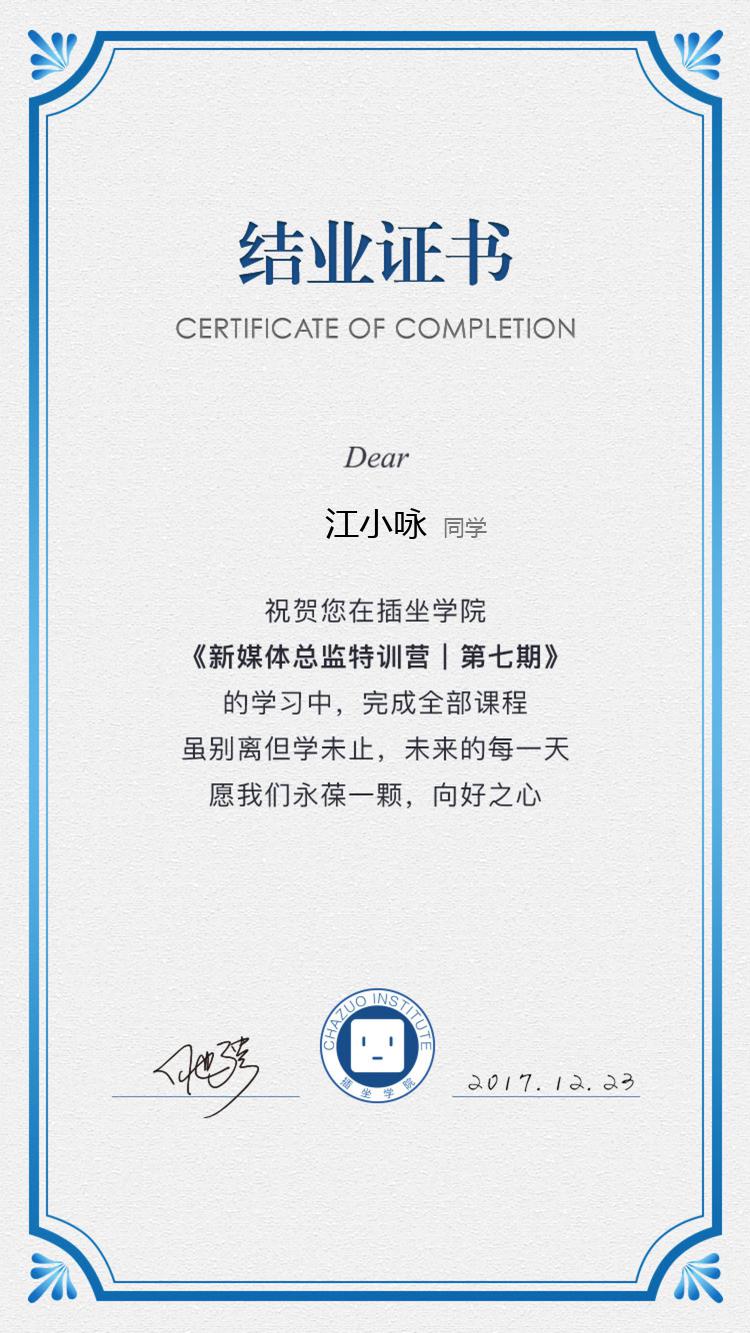 结业证书
CERTIFICATE OF COMPLETION
Dear
江小咏 同学
祝贺您在插坐学院
《新媒体总监特训营｜第七期》
的学习中，完成全部课程
虽别离但学未止，未来的每一天
愿我们永葆一颗，向好之心
CHAZUO INSTITUTE
插坐学院
2017.12.23